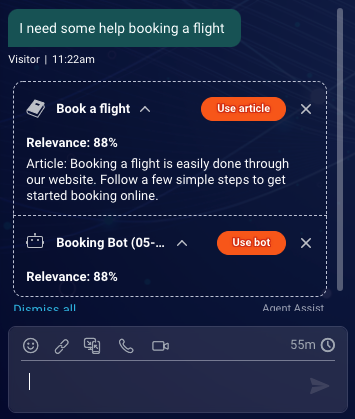 I need some help booking a flight
Visitor | 11:22am
Book a flight
Use article
Relevance: 88%
Article: Booking a flight is easily done through
our website. Follow a few simple steps to get
started booking online.
Booking Bot (05-...
Use bot
Relevance: 88%
Dismiss all
Agent Assist
55m